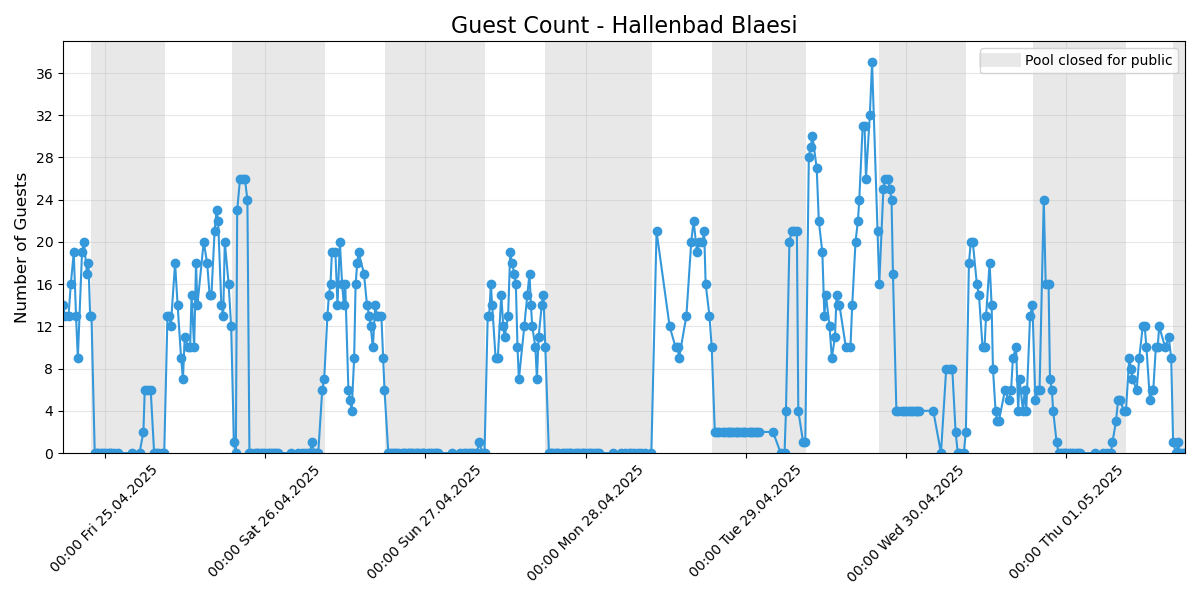 Guest Count - Hallenbad Blaesi
Pool closed for public
Number of Guests
36
32
28
24
20
16
12
8
4
0
00:00 Fri 25.04.2025
00:00 Sat 26.04.2025
00:00 Sun 27.04.2025
00:00 Mon 28.04.2025
00:00 Tue 29.04.2025
00:00 Wed 30.04.2025
00:00 Thu 01.05.2025